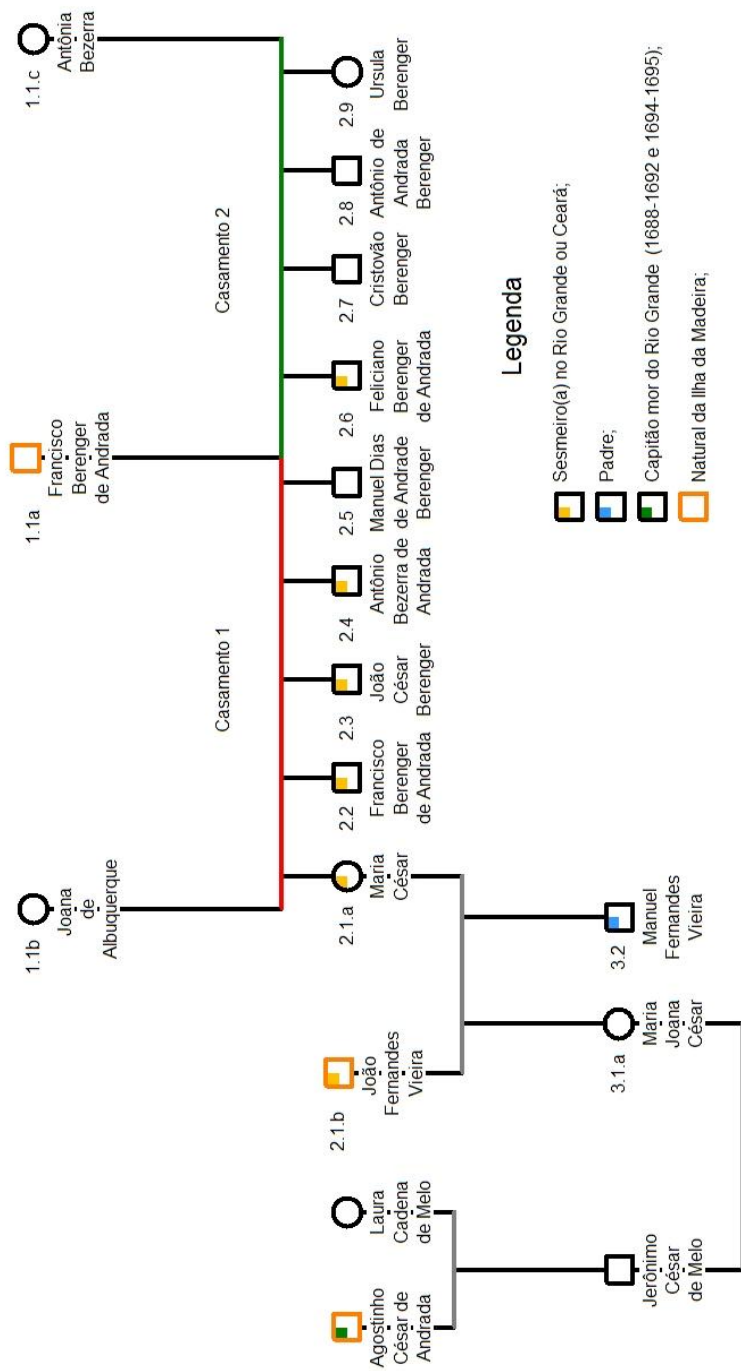 1.1b
Joana
de
Albuquerque
1.1a
Francisco
Berenger
de Andrada
1.1.c
Antônia
Bezerra
Casamento 1
Casamento 2
Agostinho
César de
Andrada
Laura
Cadena
de Melo
2.1.b
João
Fernandes
Vieira
2.1.a
Maria
César
2.2
Francisco
Berenger
de Andrada
2.3
João
César
Berenger
2.4
Antônio
Bezerra de
Andrada
2.5
Manuel Dias
de Andrade
Berenger
2.6
Feliciano
Berenger
de Andrada
2.7
Cristovão
Berenger
2.8
Antônio de
Andrada
Berenger
2.9
Ursula
Berenger
Jerônimo
César
de Melo
3.1.a
Maria
Joana
César
3.2
Manuel
Fernandes
Vieira
Legenda
Sesmeiro(a) no Rio Grande ou Ceará;
Padre;
Capitão mor do Rio Grande (1688-1692 e 1694-1695);
Natural da Ilha da Madeira;